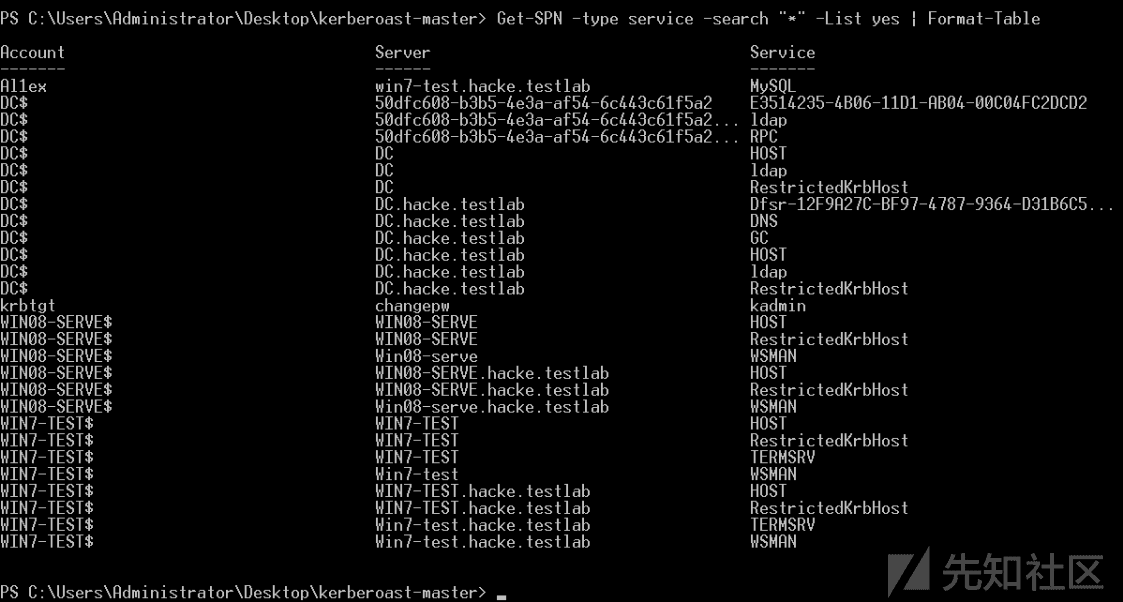 PS C:\Users\Administrator\Desktop\kerberoast-master> Get-SPN -type service -search "*" -List yes | Format-Table
Account Server Service
------- ------ -------
Al1ex win7-test.hacke.testlab MySQL
DC$ 50dfc608-b3b5-4e3a-af54-6c443c61f5a2 E3514235-4B06-11D1-AB04-00C04FC2DCD2
DC$ 50dfc608-b3b5-4e3a-af54-6c443c61f5a2... ldap
DC$ 50dfc608-b3b5-4e3a-af54-6c443c61f5a2... RPC
DC$ DC HOST
DC$ DC ldap
DC$ DC RestrictedKrbHost
DC$ DC.hacke.testlab Dfsr-12F9A27C-BF97-4787-9364-D31B6C5...
DC$ DC.hacke.testlab DNS
DC$ DC.hacke.testlab GC
DC$ DC.hacke.testlab HOST
DC$ DC.hacke.testlab ldap
DC$ DC.hacke.testlab RestrictedKrbHost
krbtgt changepw kadmin
WIN08-SERVE$ WIN08-SERVE HOST
WIN08-SERVE$ WIN08-SERVE RestrictedKrbHost
WIN08-SERVE$ Win08-serve WSMAN
WIN08-SERVE$ WIN08-SERVE.hacke.testlab HOST
WIN08-SERVE$ WIN08-SERVE.hacke.testlab RestrictedKrbHost
WIN08-SERVE$ Win08-serve.hacke.testlab WSMAN
WIN7-TEST$ WIN7-TEST HOST
WIN7-TEST$ WIN7-TEST RestrictedKrbHost
WIN7-TEST$ WIN7-TEST TERMSRV
WIN7-TEST$ Win7-test WSMAN
WIN7-TEST$ WIN7-TEST.hacke.testlab HOST
WIN7-TEST$ WIN7-TEST.hacke.testlab RestrictedKrbHost
WIN7-TEST$ Win7-test.hacke.testlab TERMSRV
WIN7-TEST$ Win7-test.hacke.testlab WSMAN
PS C:\Users\Administrator\Desktop\kerberoast-master> _
先知社区